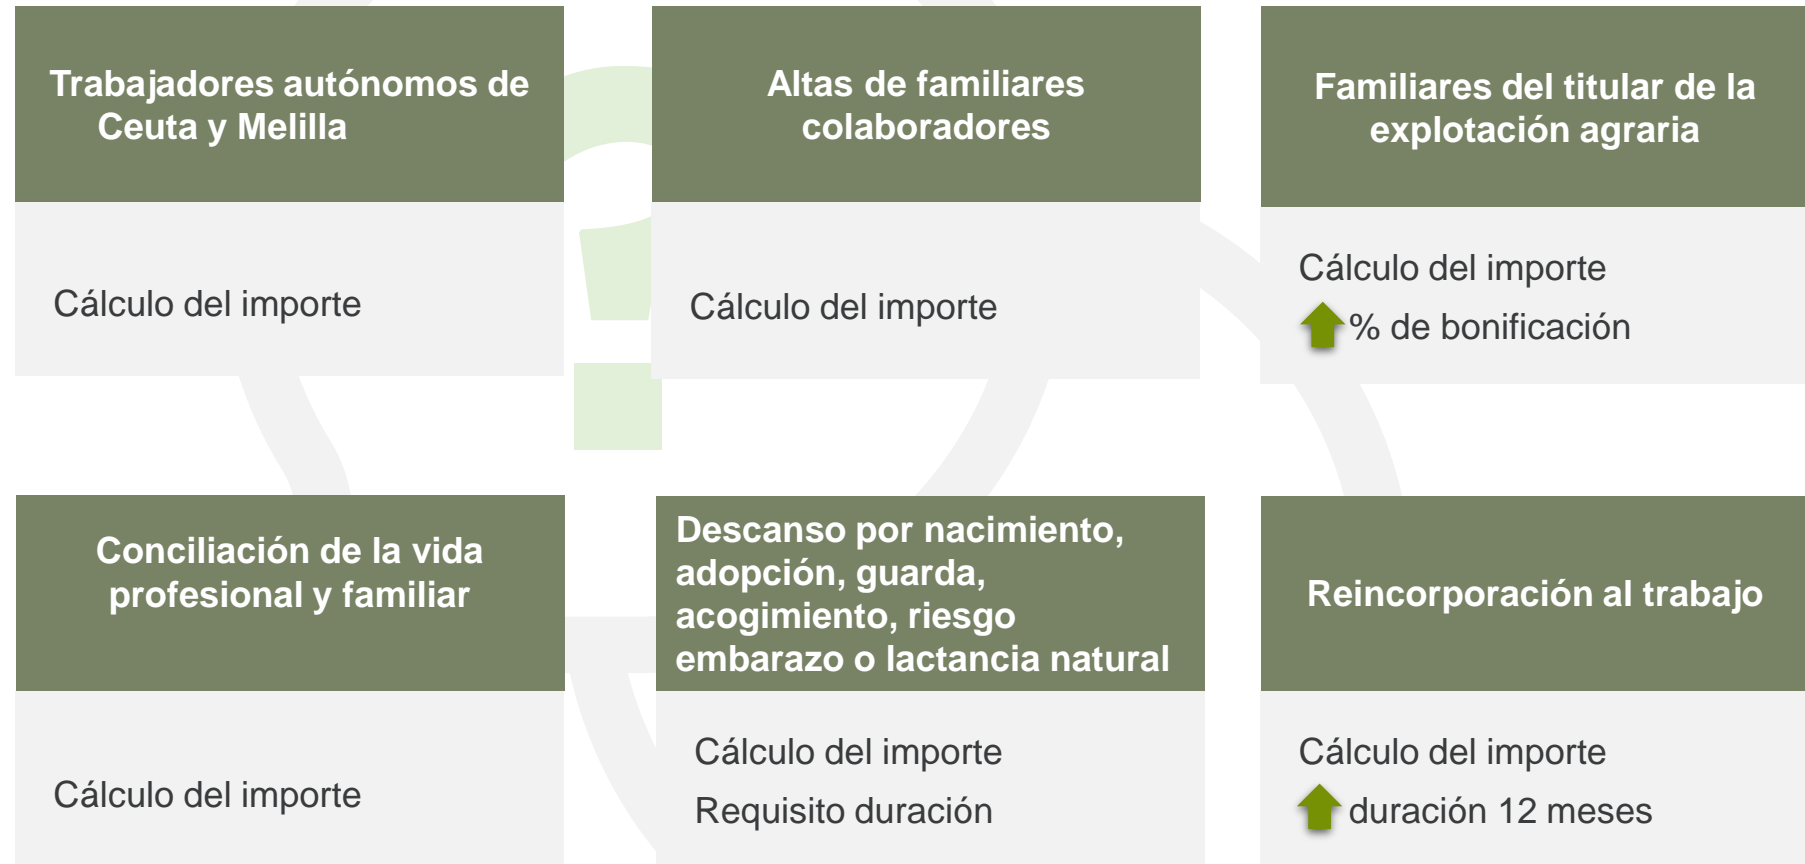 Trabajadores autónomos de
Ceuta y Melilla
Cálculo del importe
Altas de familiares
colaboradores
Cálculo del importe
Familiares del titular de la
explotación agraria
Cálculo del importe
% de bonificación
Conciliación de la vida
profesional y familiar
Cálculo del importe
Descanso por nacimiento,
adopción, guarda,
acogimiento, riesgo
embarazo o lactancia natural
Cálculo del importe
Requisito duración
Reincorporación al trabajo
Cálculo del importe
duración 12 meses